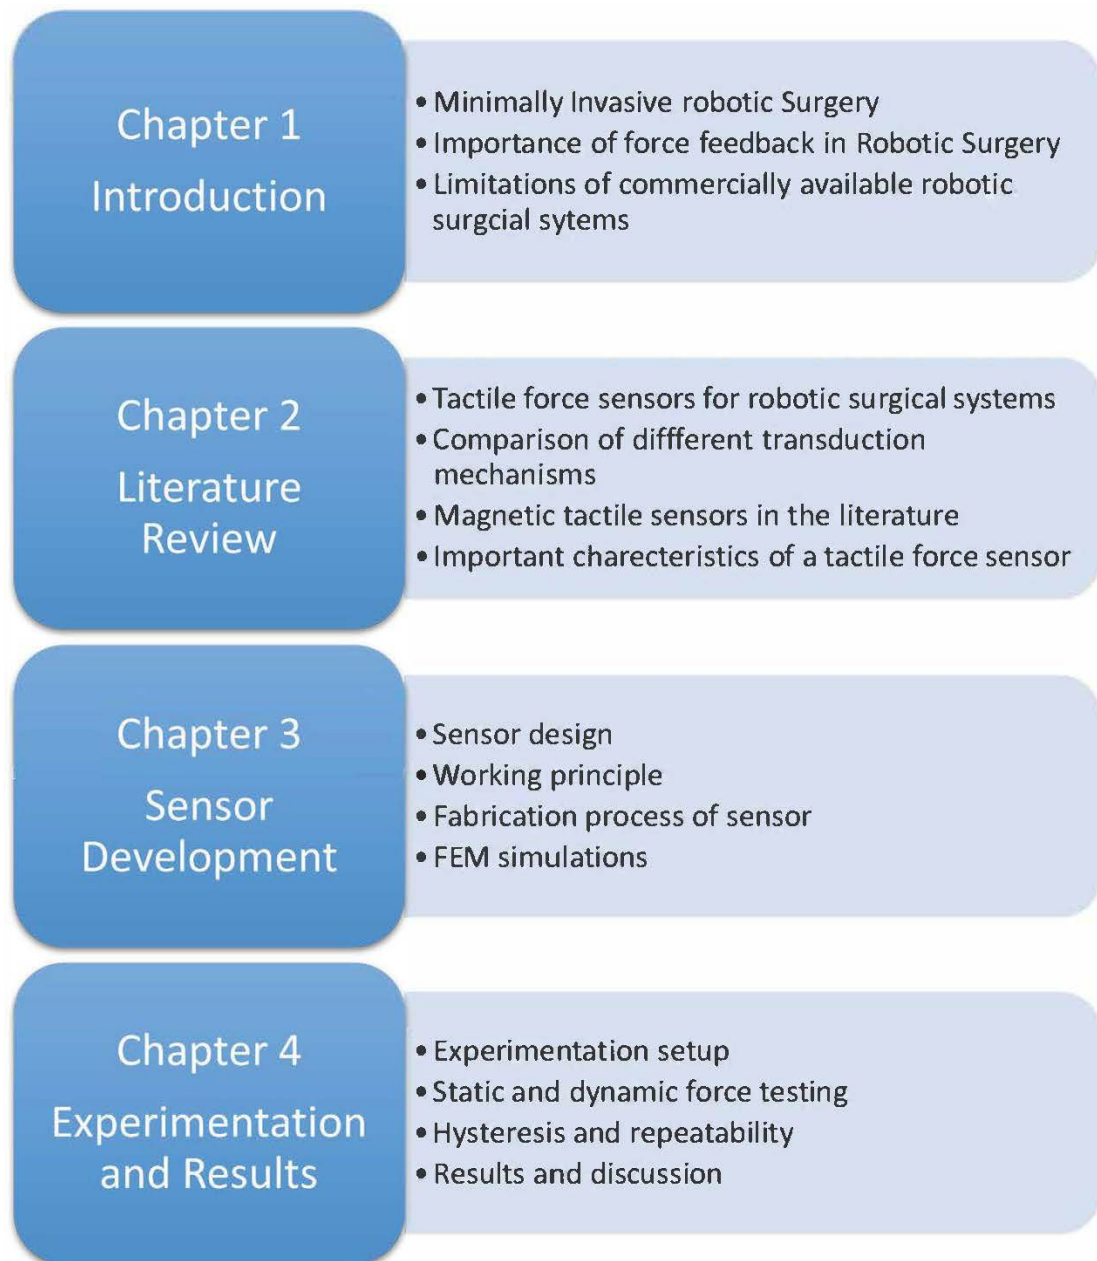 Chapter 1
Introduction
• Minimally Invasive robotic Surgery
• Importance of force feedback in Robotic Surgery
• Limitations of commercially available robotic
surgcial sytems
Chapter 2
Literature
Review
• Tactile force sensors for robotic surgical systems
• Comparison of diffferent transduction
mechanisms
• Magnetic tactile sensors in the literature
• Important charecteristics of a tactile force sensor
Chapter 3
Sensor
Development
• Sensor design
• Working principle
• Fabrication process of sensor
• FEM simulations
Chapter 4
Experimentation
and Results
• Experimentation setup
• Static and dynamic force testing
• Hysteresis and repeatability
• Results and discussion